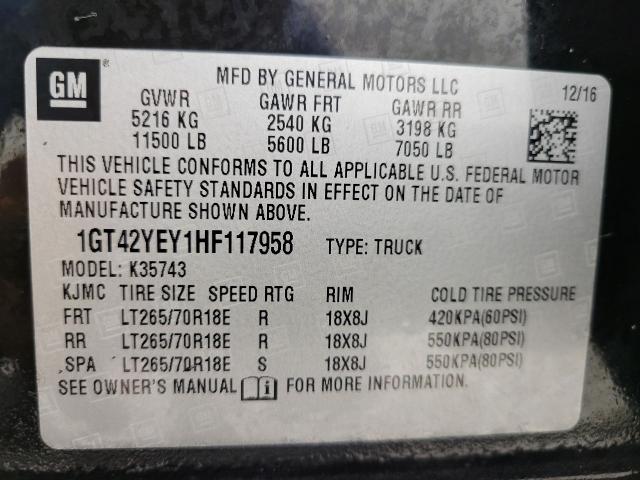 GM
MFD BY GENERAL MOTORS LLC
12/16
GVWR GAWR FRT GAWR RR
5216 KG 2540 KG 3198 KG
11500 LB 5600 LB 7050 LB
THIS VEHICLE CONFORMS TO ALL APPLICABLE U.S. FEDERAL MOTOR
VEHICLE SAFETY STANDARDS IN EFFECT ON THE DATE OF
MANUFACTURE SHOWN ABOVE.
1GT42YEY1HF117958 TYPE: TRUCK
MODEL: K35743
KJMC TIRE SIZE SPEED RTG RIM COLD TIRE PRESSURE
FRT LT265/70R18E R 18X8J 420KPA(60PSI)
RR LT265/70R18E R 18X8J 550KPA(80PSI)
SPA LT265/70R18E S 18X8J 550KPA(80PSI)
SEE OWNER'S MANUAL FOR MORE INFORMATION.